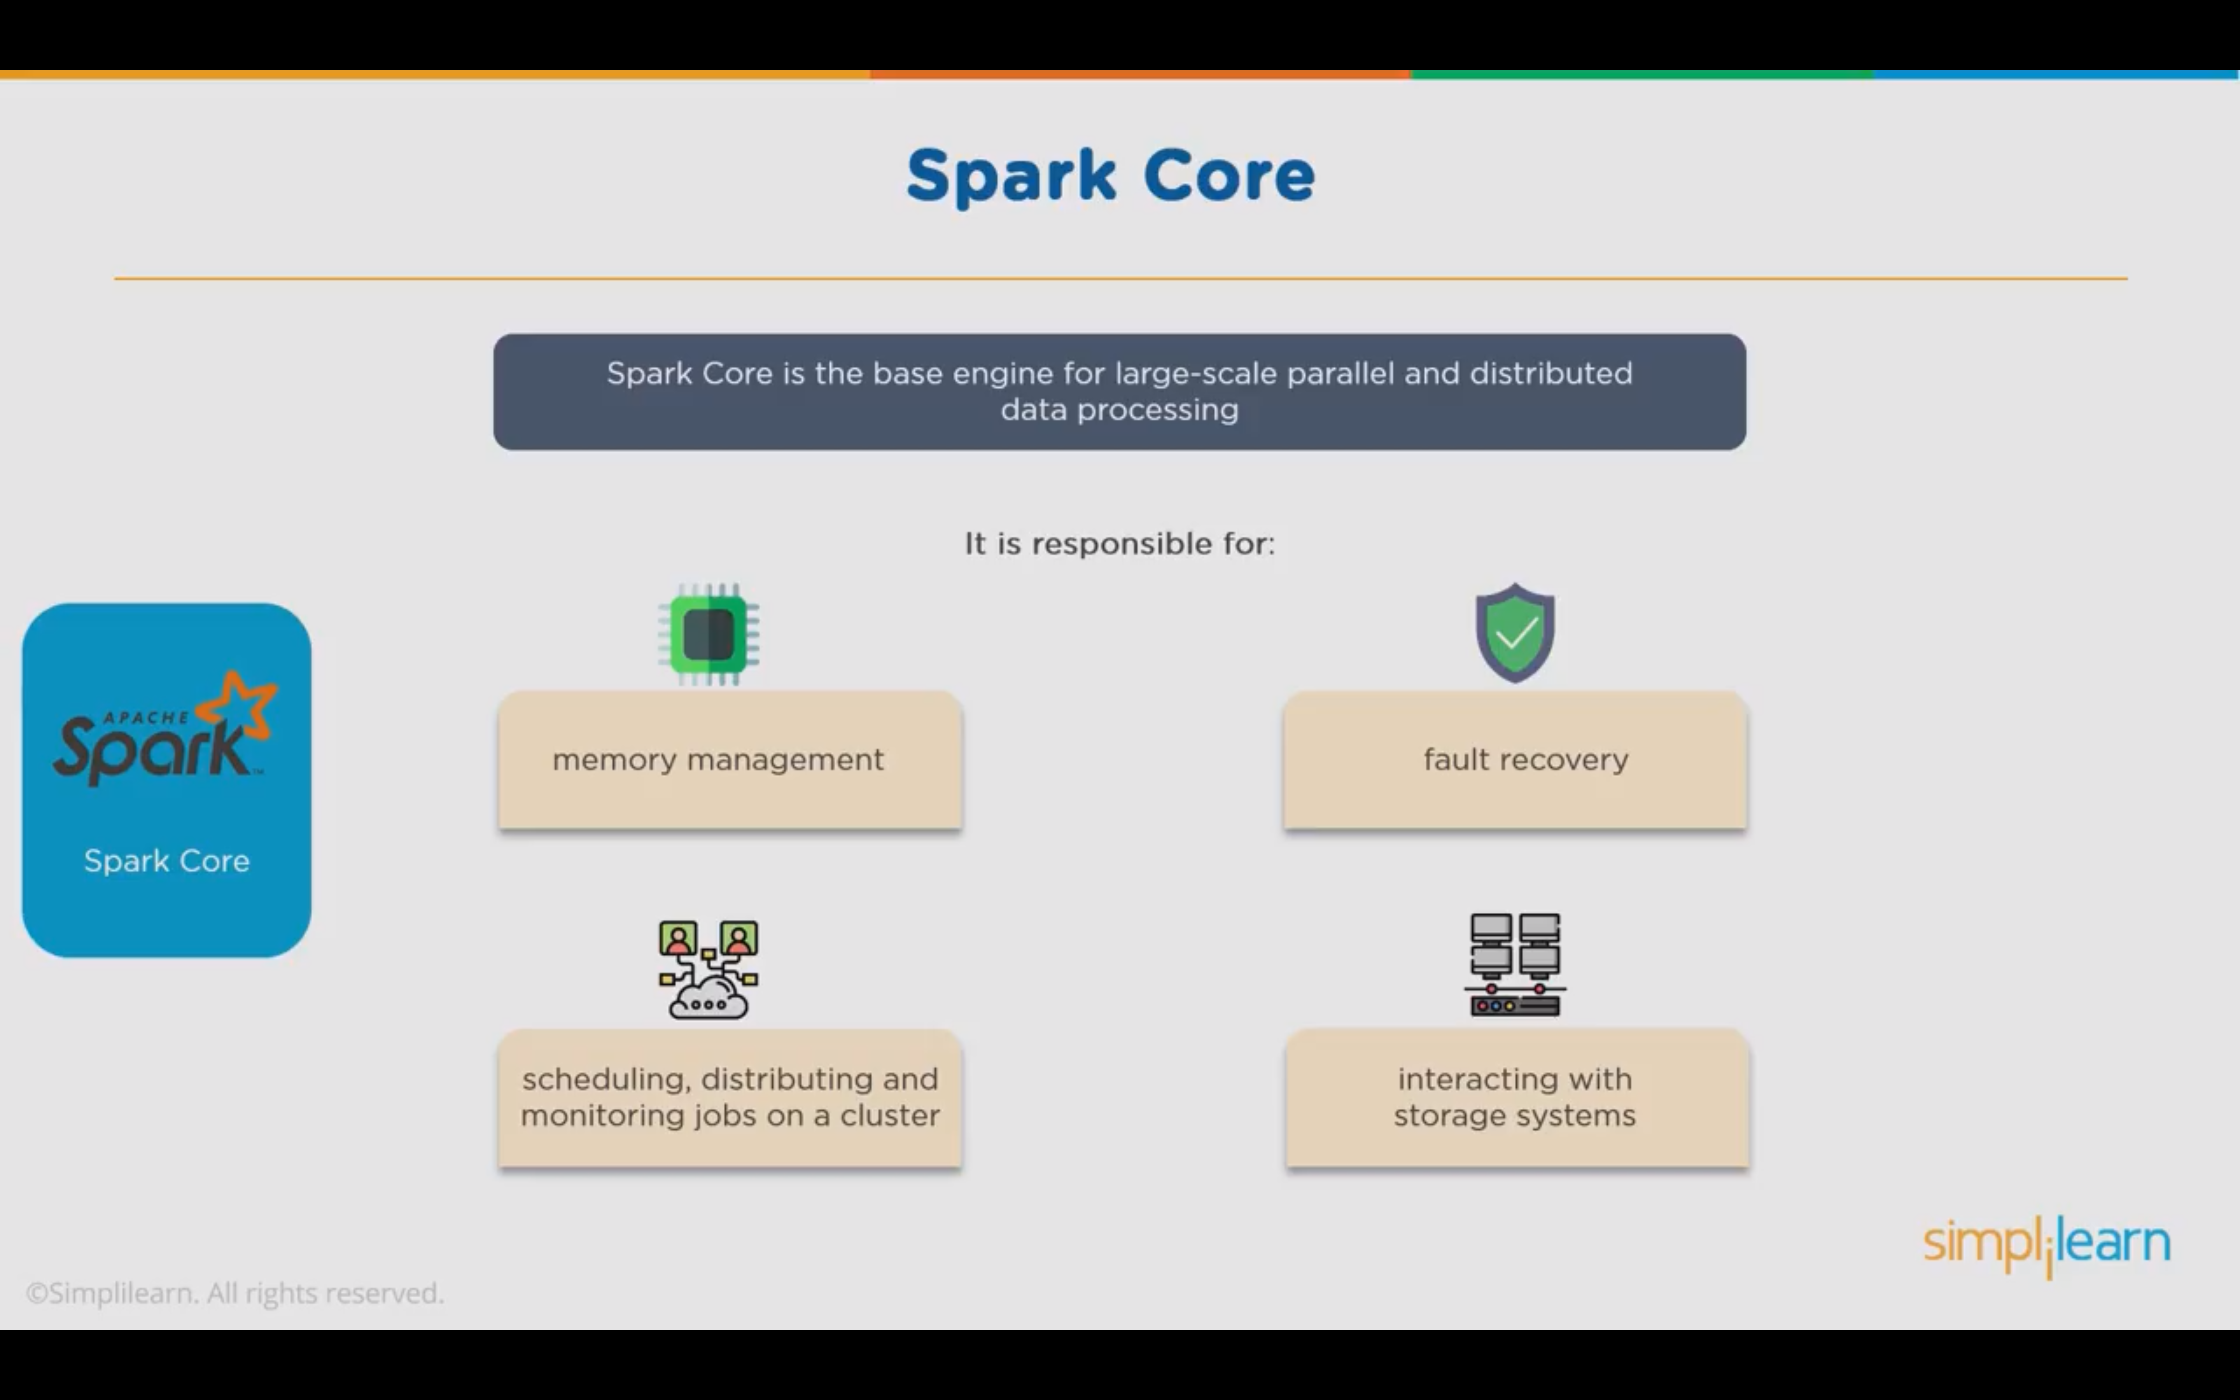 Spark Core
Spark Core is the base engine for large-scale parallel and distributed
data processing
It is responsible for:
APACHE
Spark™
Spark Core
memory management
fault recovery
scheduling, distributing and
monitoring jobs on a cluster
interacting with
storage systems
simplilearn
©Simplilearn. All rights reserved.